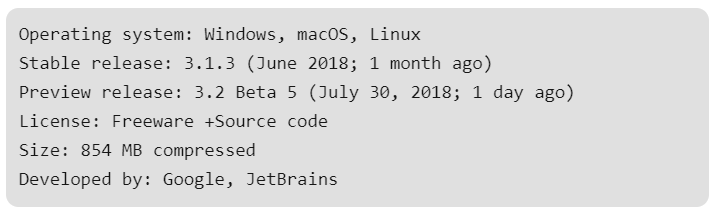 Operating system: Windows, macOS, Linux
Stable release: 3.1.3 (June 2018; 1 month ago)
Preview release: 3.2 Beta 5 (July 30, 2018; 1 day ago)
License: Freeware +Source code
Size: 854 MB compressed
Developed by: Google, JetBrains